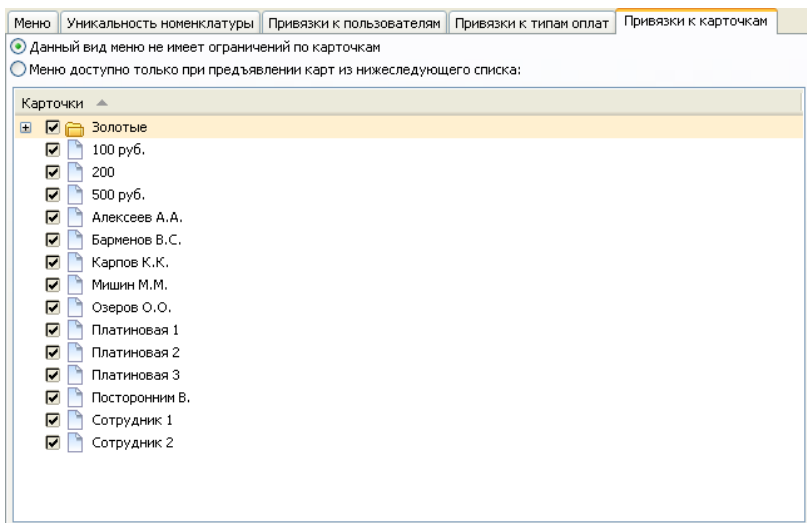 Меню Уникальность номенклатуры Привязки к пользователям Привязки к типам оплат Привязки к карточкам
Данный вид меню не имеет ограничений по карточкам
Меню доступно только при предъявлении карт из нижеследующего списка:
Карточки
Золотые
100 руб.
200
500 руб.
Алексеев А.А.
Барменов В.С.
Карпов К.К.
Мишин М.М.
Озеров О.О.
Платиновая 1
Платиновая 2
Платиновая 3
Посторонним В.
Сотрудник 1
Сотрудник 2